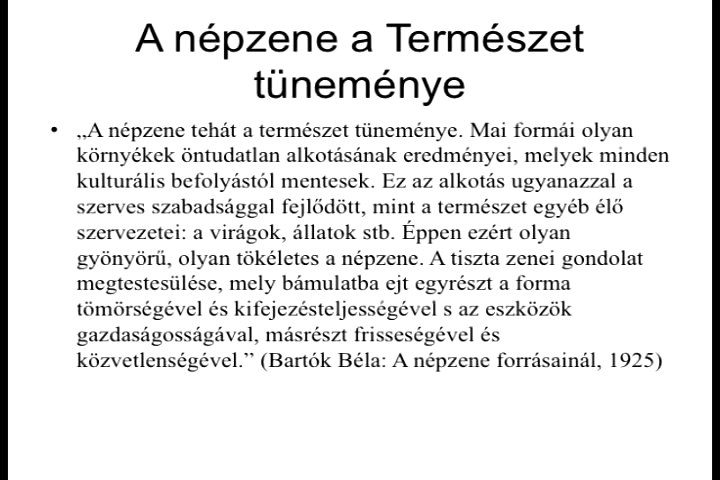 A népzene a Természet
tüneménye
• „A népzene tehát a természet tüneménye. Mai formái olyan
környékek öntudatlan alkotásának eredményei, melyek minden
kulturális befolyástól mentesek. Ez az alkotás ugyanazzal a
szerves szabadsággal fejlődött, mint a természet egyéb élő
szervezetei: a virágok, állatok stb. Éppen ezért olyan
gyönyörű, olyan tökéletes a népzene. A tiszta zenei gondolat
megtestesülése, mely bámulatba ejt egyrészt a forma
tömörségével és kifejezésteljességével s az eszközök
gazdaságosságával, másrészt frisseségével és
közvetlenségével.” (Bartók Béla: A népzene forrásainál, 1925)